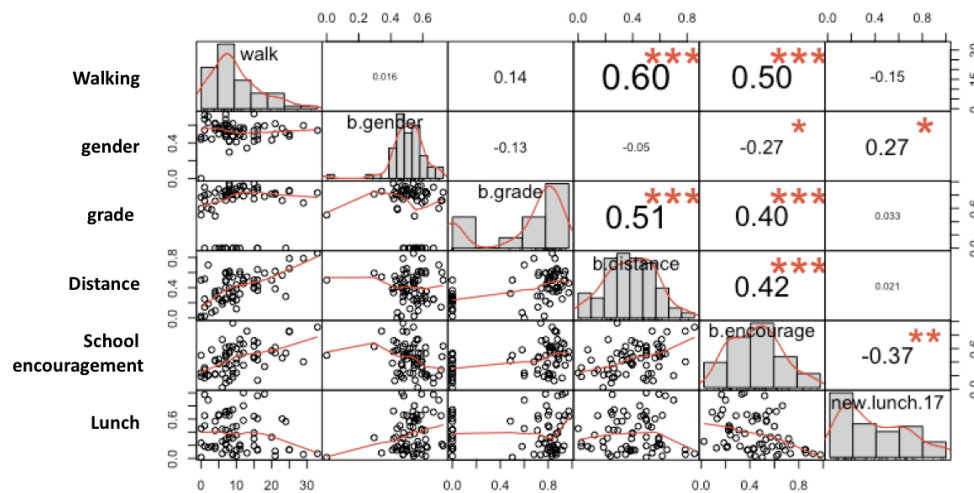 0.0 0.2 0.4 0.6 0.0 0.4 0.8 0.0 0.4 0.8
Walking walk 0.016 0.14 0.60 *** 0.50 *** -0.15
gender 0.0 0.4 b.gender -0.13 -0.05 -0.27 * 0.27 *
grade b.grade 0.51 *** 0.40 *** 0.033
Distance 0.0 0.4 0.8 b.distance 0.42 *** 0.021
School
encouragement b.encourage -0.37 **
Lunch 0.0 0.6 new.lunch.17
0 10 20 30 0.0 0.4 0.8 0.0 0.4 0.8